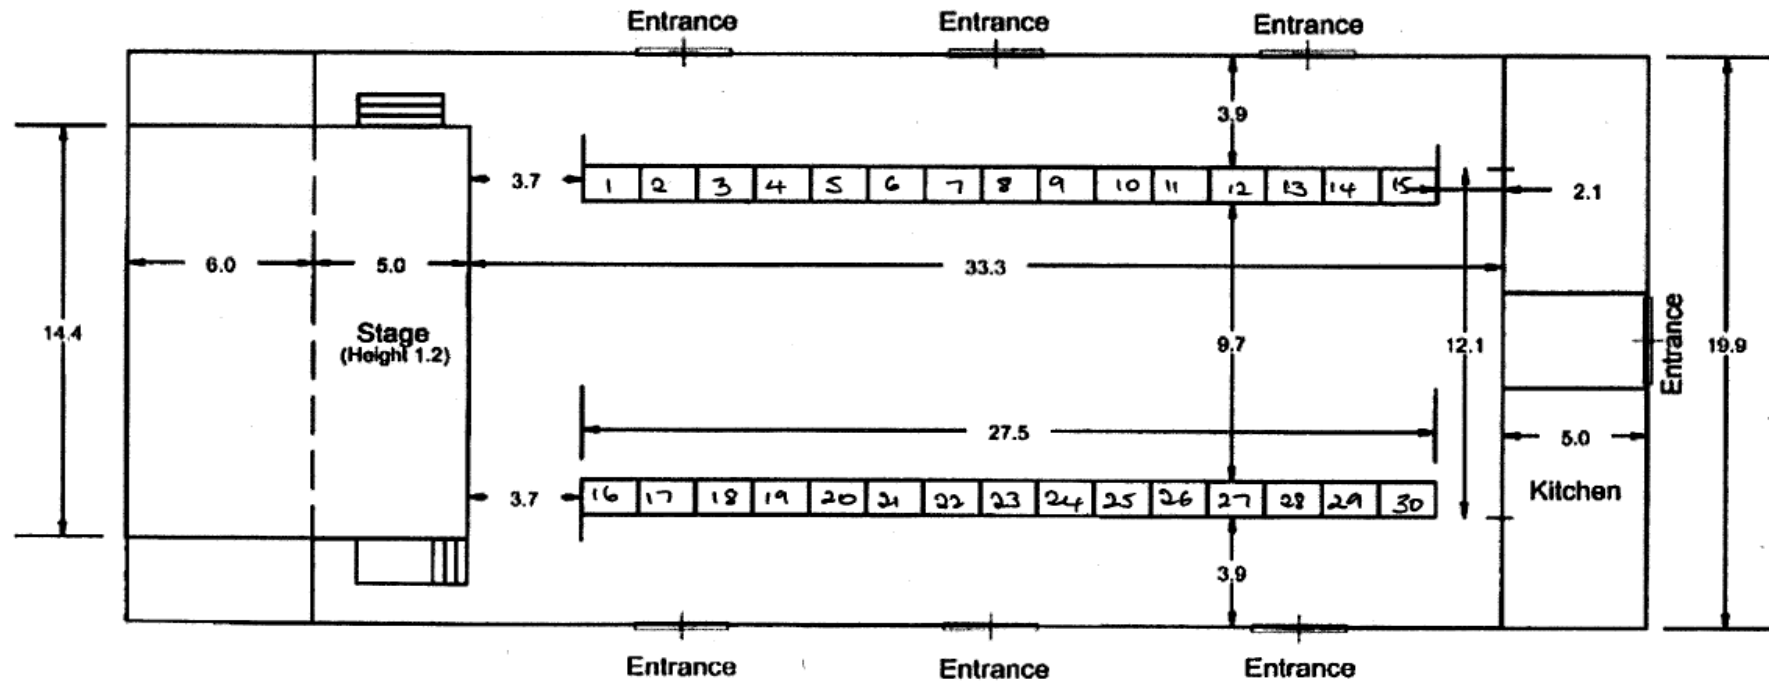 Entrance Entrance Entrance
3.9
3.7 1 2 3 4 5 6 7 8 9 10 11 12 13 14 15 2.1
6.0 5.0 33.3
14.4 Stage 9.7 12.1 Entrance 19.9
(Height 1.2)
27.5 5.0
3.7 16 17 18 19 20 21 22 23 24 25 26 27 28 29 30 Kitchen
3.9
Entrance Entrance Entrance